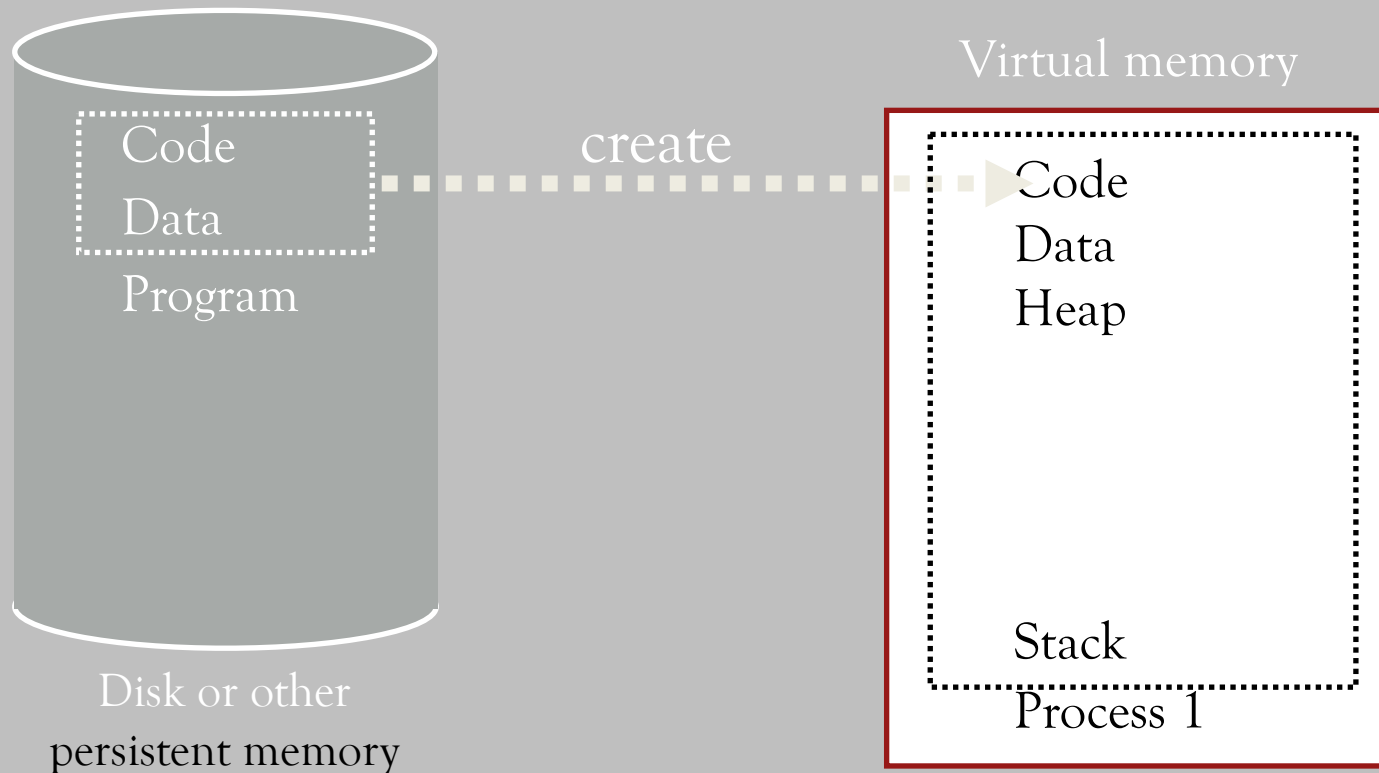 Code
Data
Program
Disk or other
persistent memory
create
Virtual memory
Code
Data
Heap
Stack
Process 1